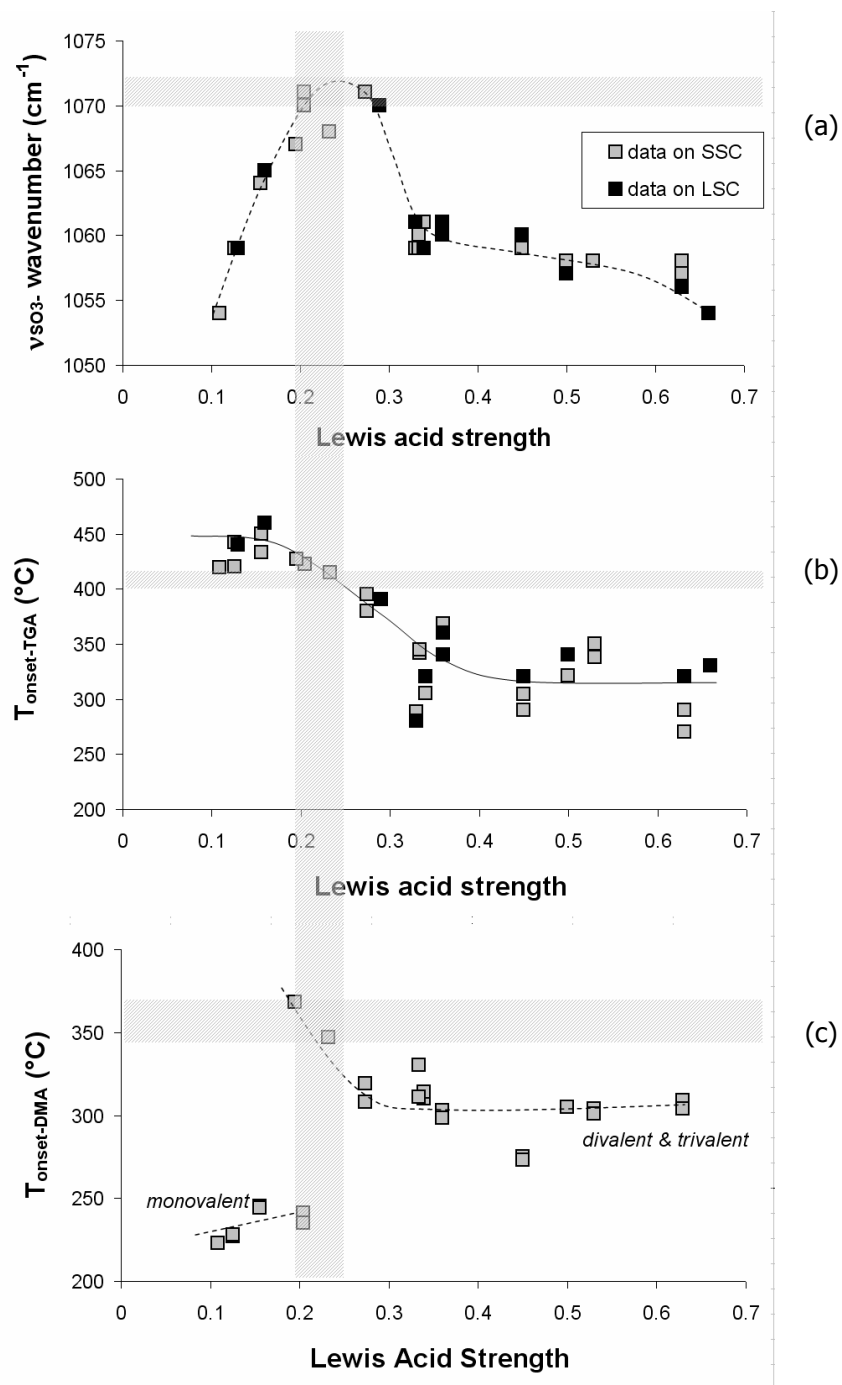 1075
1070
1065
1060
1055
1050
νSO3- wavenumber (cm-1)
data on SSC
data on LSC
(a)
0 0.1 0.2 0.3 0.4 0.5 0.6 0.7
Lewis acid strength
500
450
400
350
300
250
200
Tonset-TGA (°C)
(b)
0 0.1 0.2 0.3 0.4 0.5 0.6 0.7
Lewis acid strength
400
350
300
250
200
Tonset-DMA (°C)
(c)
divalent & trivalent
monovalent
0 0.1 0.2 0.3 0.4 0.5 0.6 0.7
Lewis Acid Strength